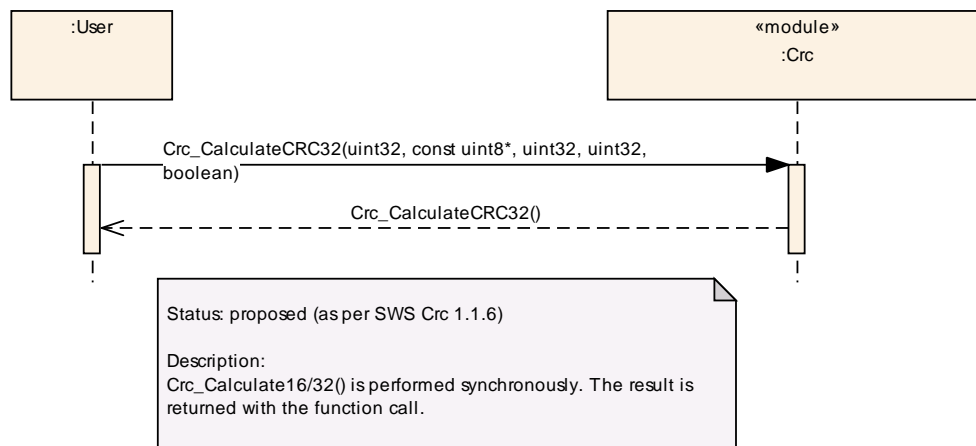 :User
«module»
:Crc
Crc_CalculateCRC32(uint32, const uint8*, uint32, uint32,
boolean)
Crc_CalculateCRC32()
Status: proposed (as per SWS Crc 1.1.6)
Description:
Crc_Calculate16/32() is performed synchronously. The result is
returned with the function call.